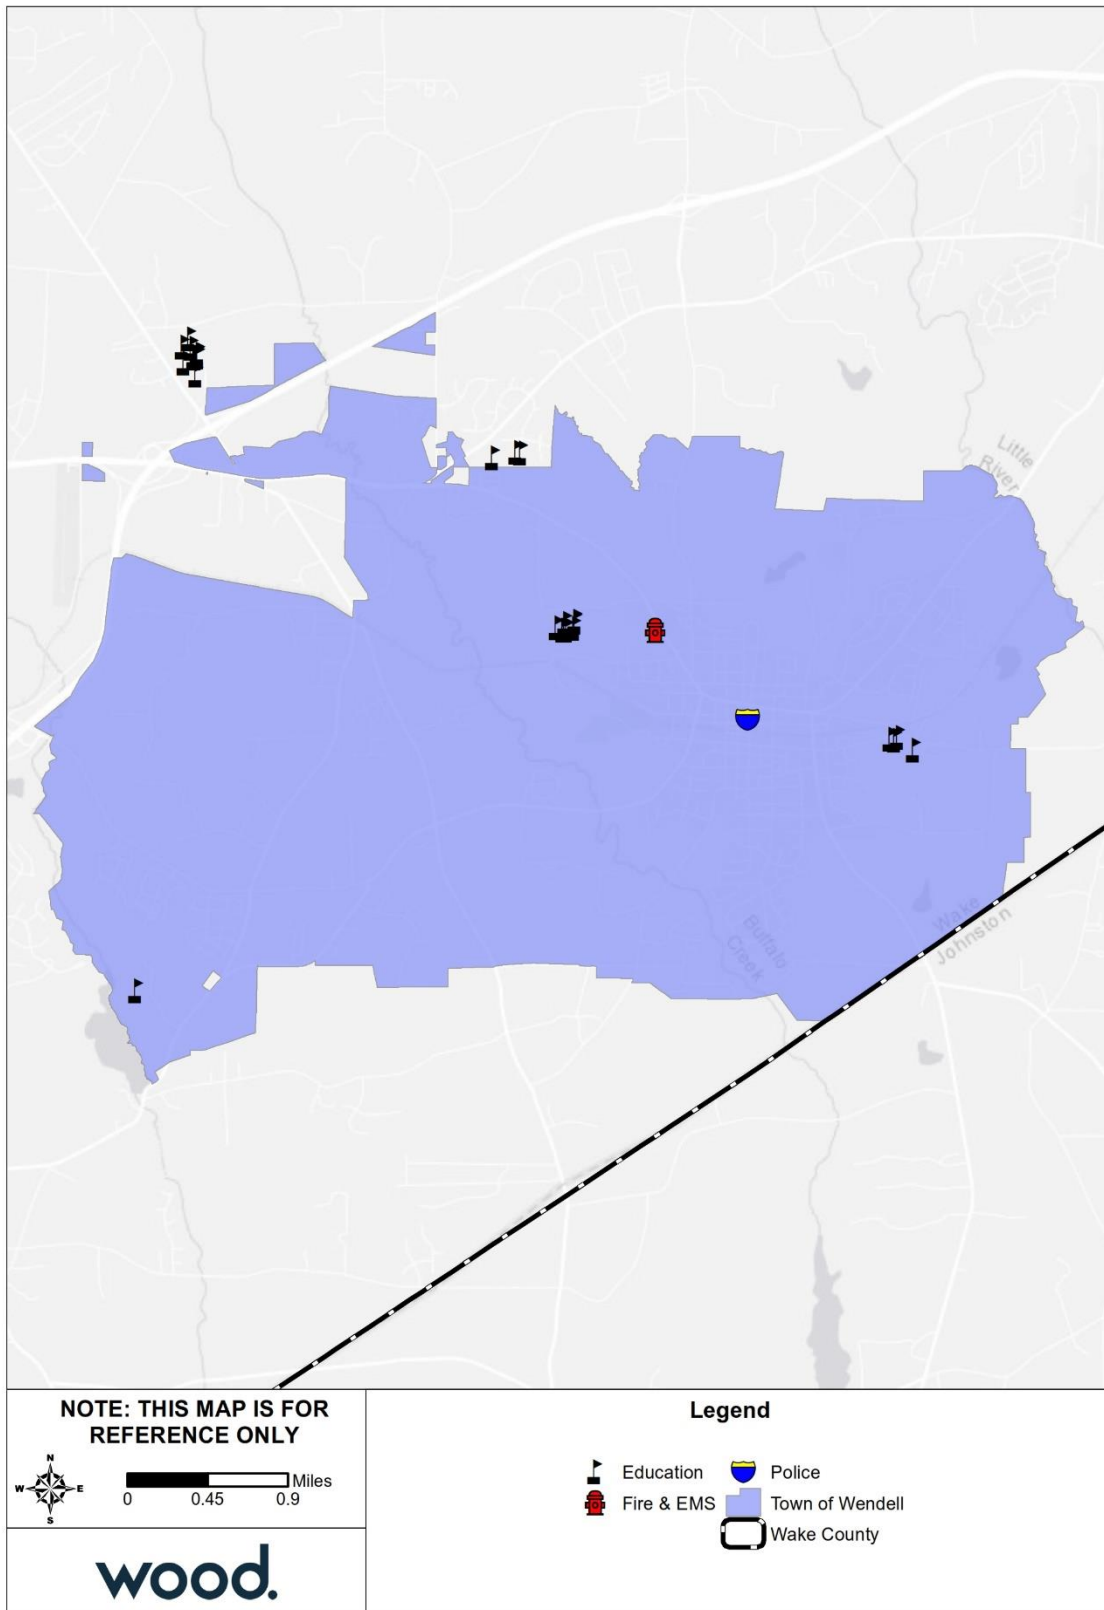 Little
River
Buffalo
Creek
Wake
Johnston
NOTE: THIS MAP IS FOR
REFERENCE ONLY
N
W E
S
Miles
0 0.45 0.9
wood.
Legend
Education
Police
Fire & EMS
Town of Wendell
Wake County